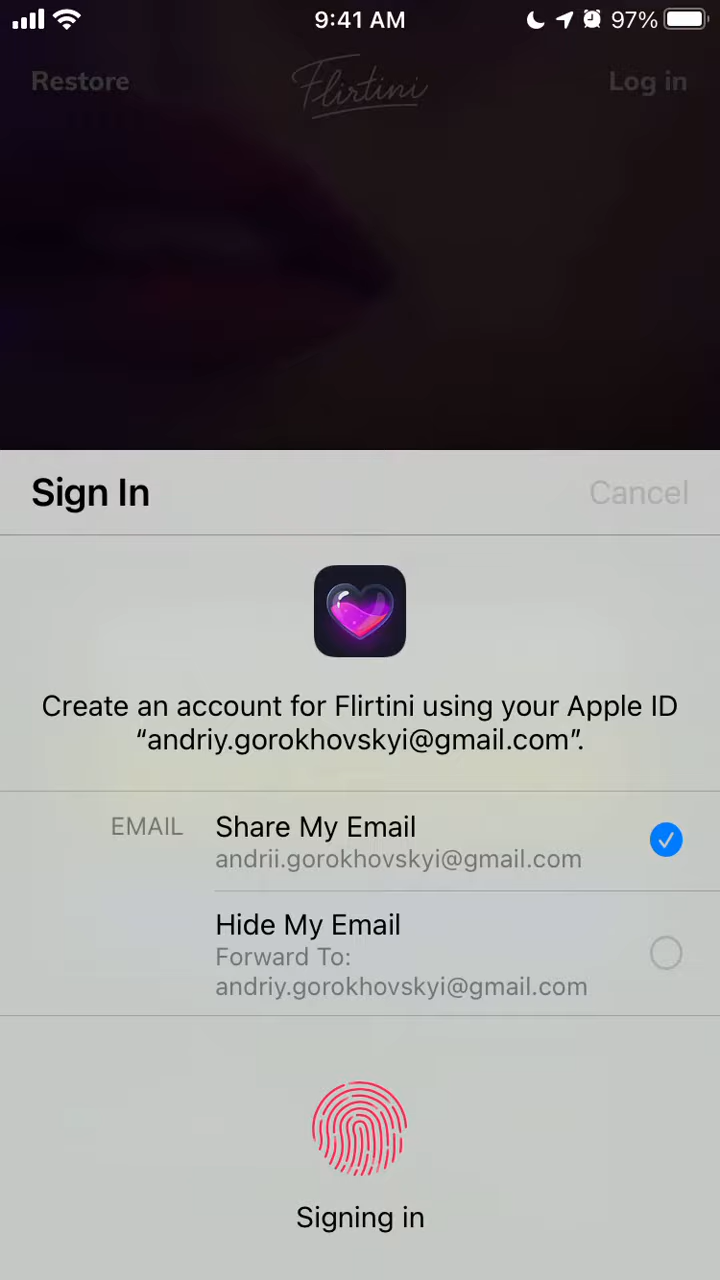 9:41 AM
97%
Restore
Flirtini
Log in
Sign In
Cancel
Create an account for Flirtini using your Apple ID
“andriy.gorokhovskyi@gmail.com”.
EMAIL
Share My Email
andrii.gorokhovskyi@gmail.com
Hide My Email
Forward To:
andriy.gorokhovskyi@gmail.com
Signing in